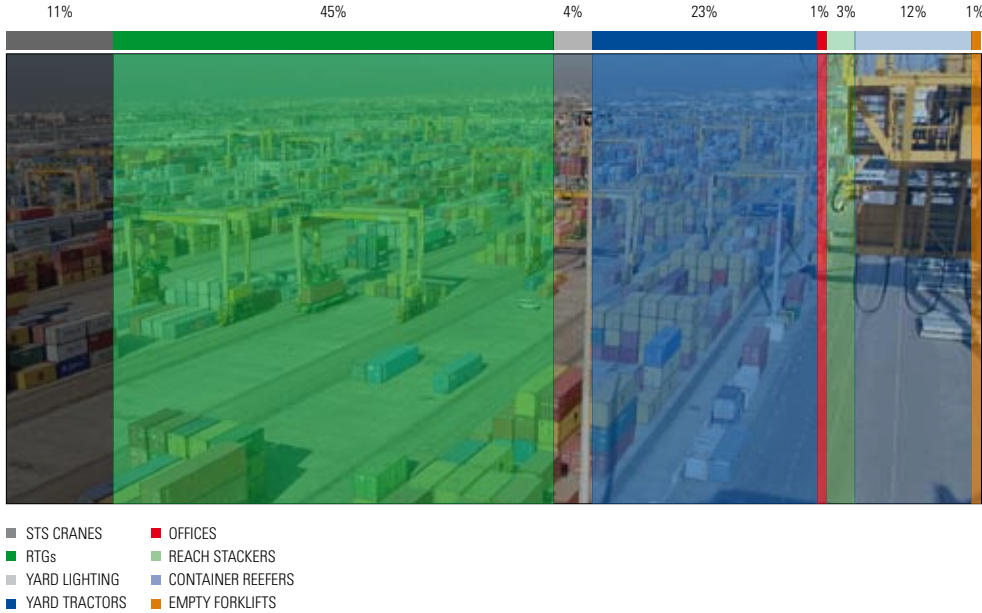 11% 45% 4% 23% 1% 3% 12% 1%
STS CRANES
RTGs
YARD LIGHTING
YARD TRACTORS
OFFICES
REACH STACKERS
CONTAINER REEFERS
EMPTY FORKLIFTS